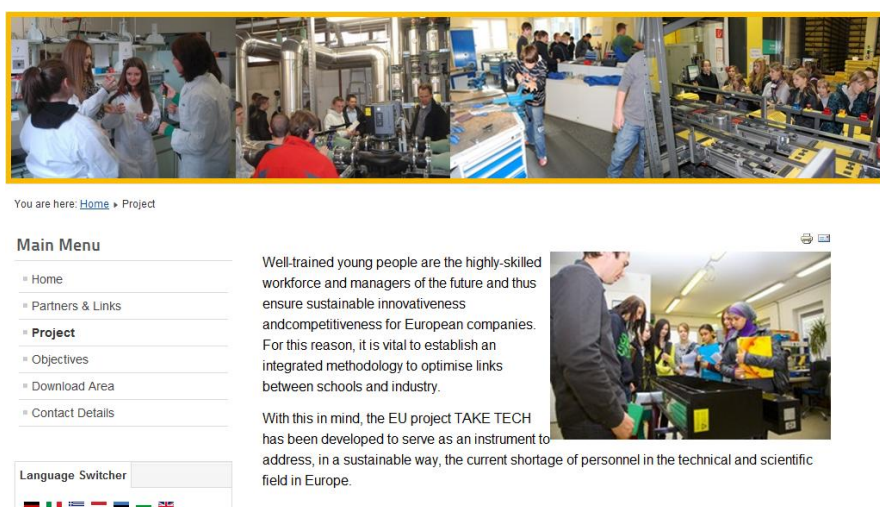 You are here: Home ▸ Project
Main Menu
Home
Partners & Links
Project
Objectives
Download Area
Contact Details
Language Switcher
Well-trained young people are the highly-skilled
workforce and managers of the future and thus
ensure sustainable innovativeness
andcompetitiveness for European companies.
For this reason, it is vital to establish an
integrated methodology to optimise links
between schools and industry.
With this in mind, the EU project TAKE TECH
has been developed to serve as an instrument to
address, in a sustainable way, the current shortage of personnel in the technical and scientific
field in Europe.